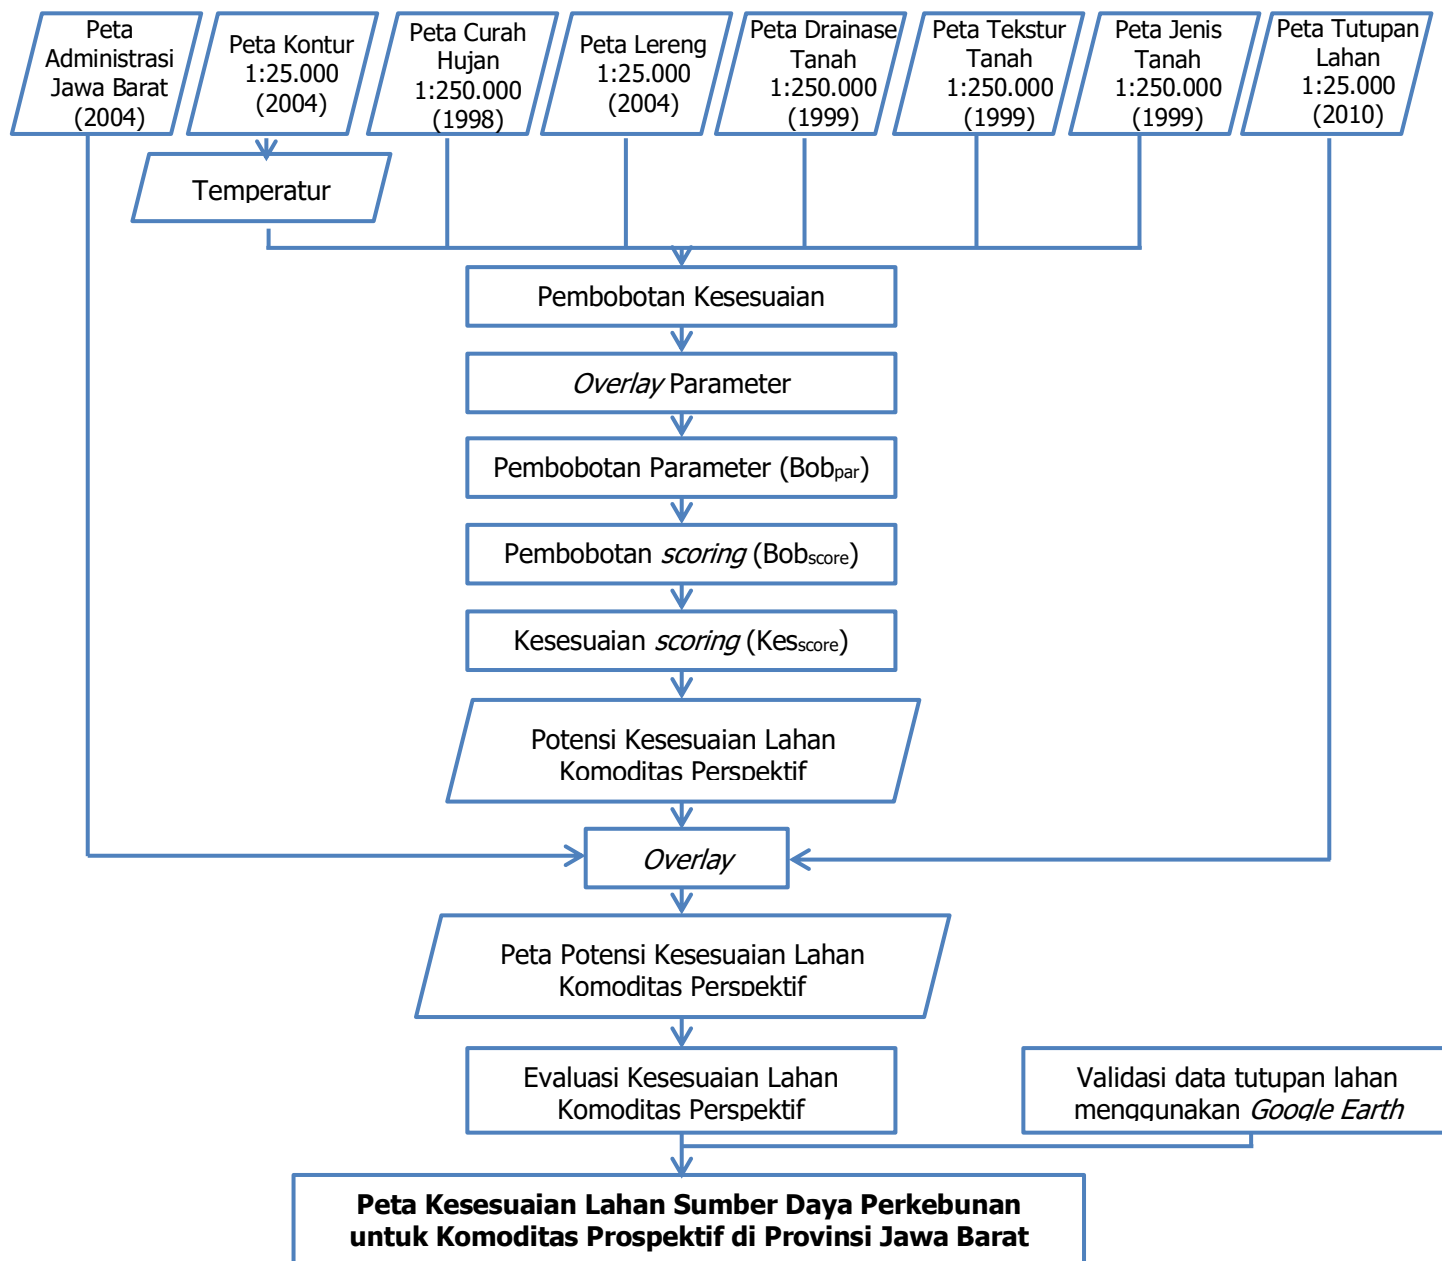 Peta
Administrasi
Jawa Barat
(2004)
Peta Kontur
1:25.000
(2004)
Peta Curah
Hujan
1:250.000
(1998)
Peta Lereng
1:25.000
(2004)
Peta Drainase
Tanah
1:250.000
(1999)
Peta Tekstur
Tanah
1:250.000
(1999)
Peta Jenis
Tanah
1:250.000
(1999)
Peta Tutupan
Lahan
1:25.000
(2010)
Temperatur
Pembobotan Kesesuaian
Overlay Parameter
Pembobotan Parameter (Bobpar)
Pembobotan scoring (Bobscore)
Kesesuaian scoring (Kesscore)
Potensi Kesesuaian Lahan
Komoditas Perspektif
Overlay
Peta Potensi Kesesuaian Lahan
Komoditas Perspektif
Evaluasi Kesesuaian Lahan
Komoditas Perspektif
Validasi data tutupan lahan
menggunakan Google Earth
Peta Kesesuaian Lahan Sumber Daya Perkebunan
untuk Komoditas Prospektif di Provinsi Jawa Barat